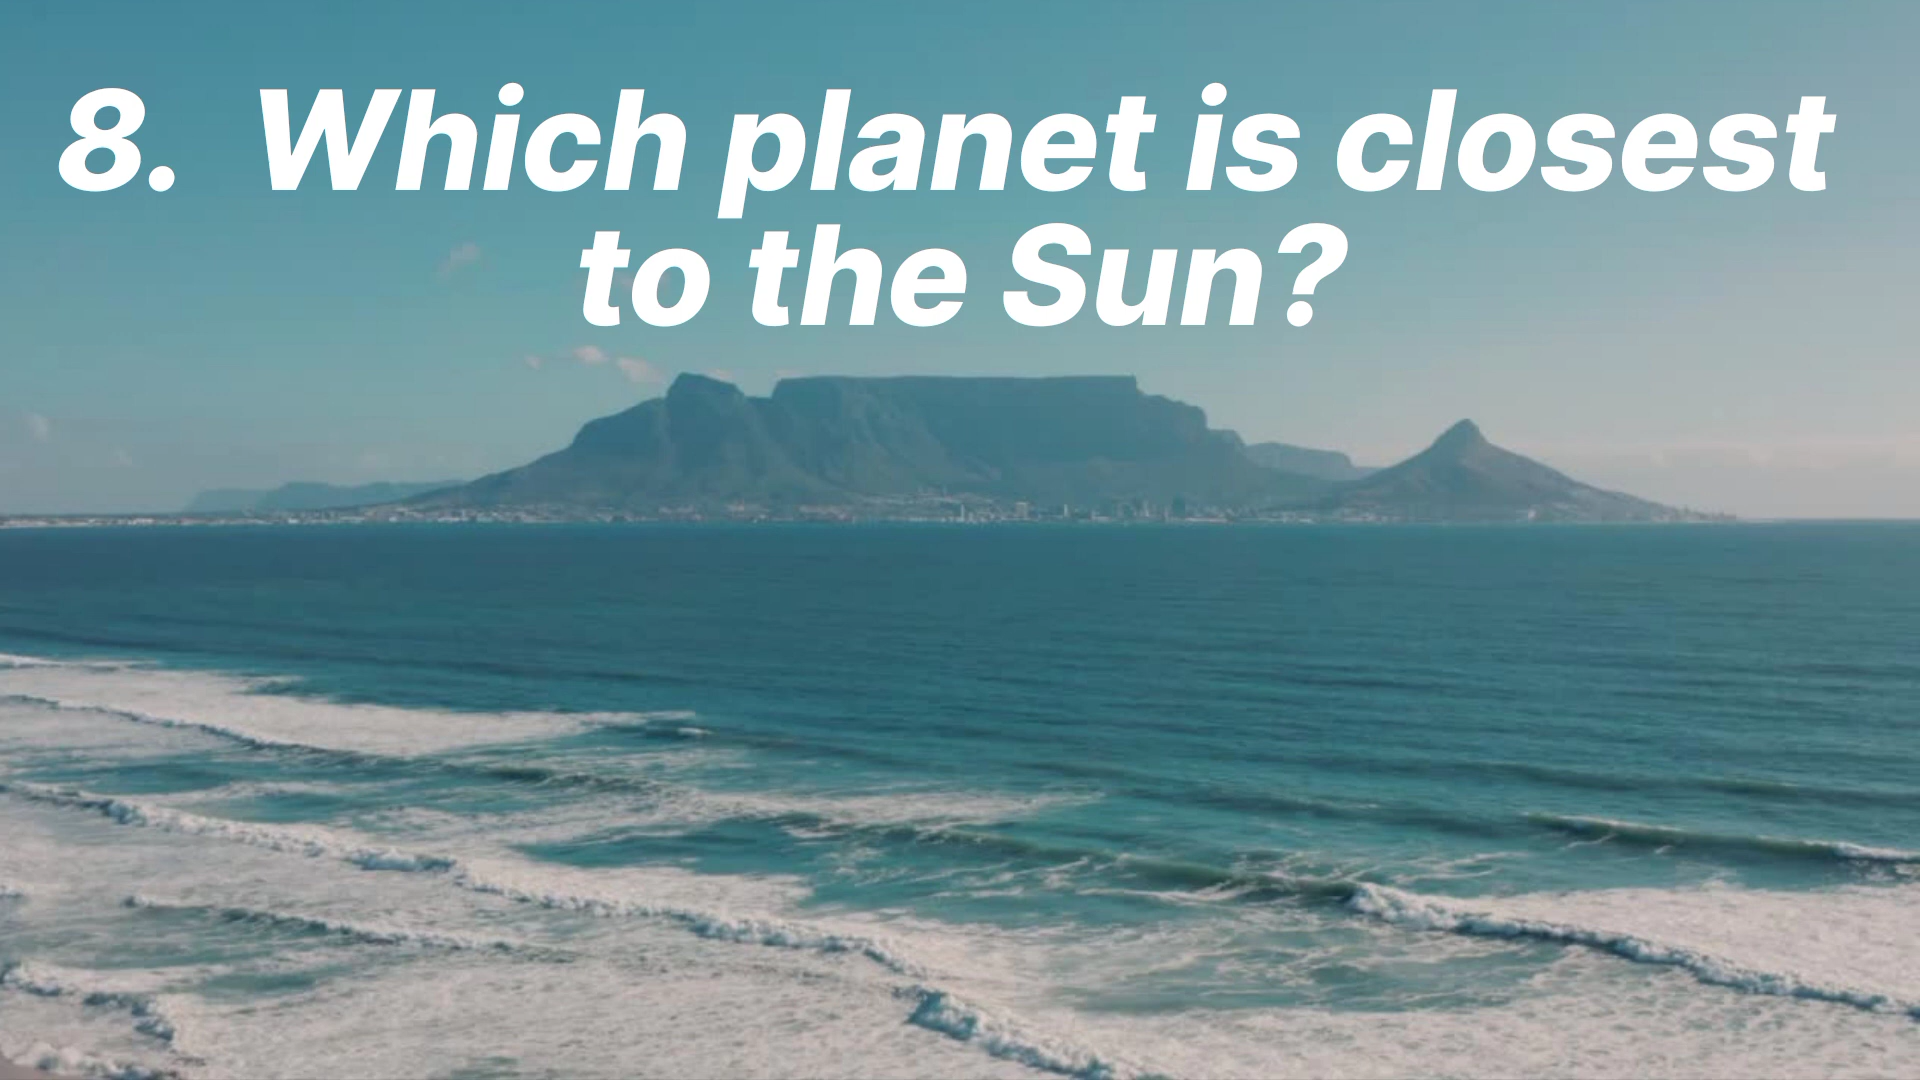 8. Which planet is closest
to the Sun?